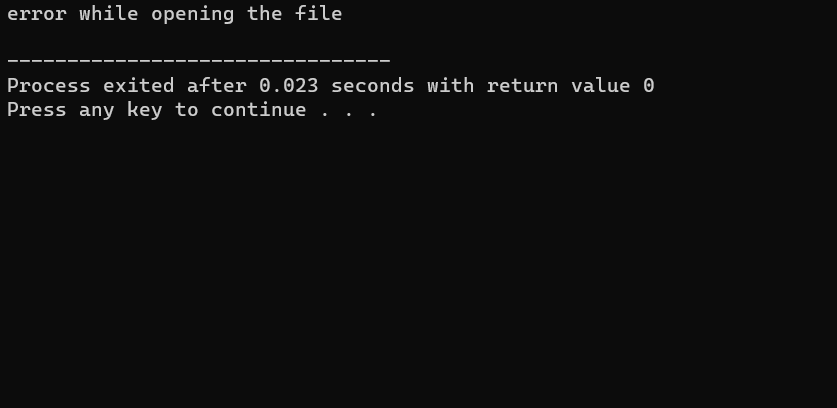 error while opening the file
--------------------------------
Process exited after 0.023 seconds with return value 0
Press any key to continue . . .